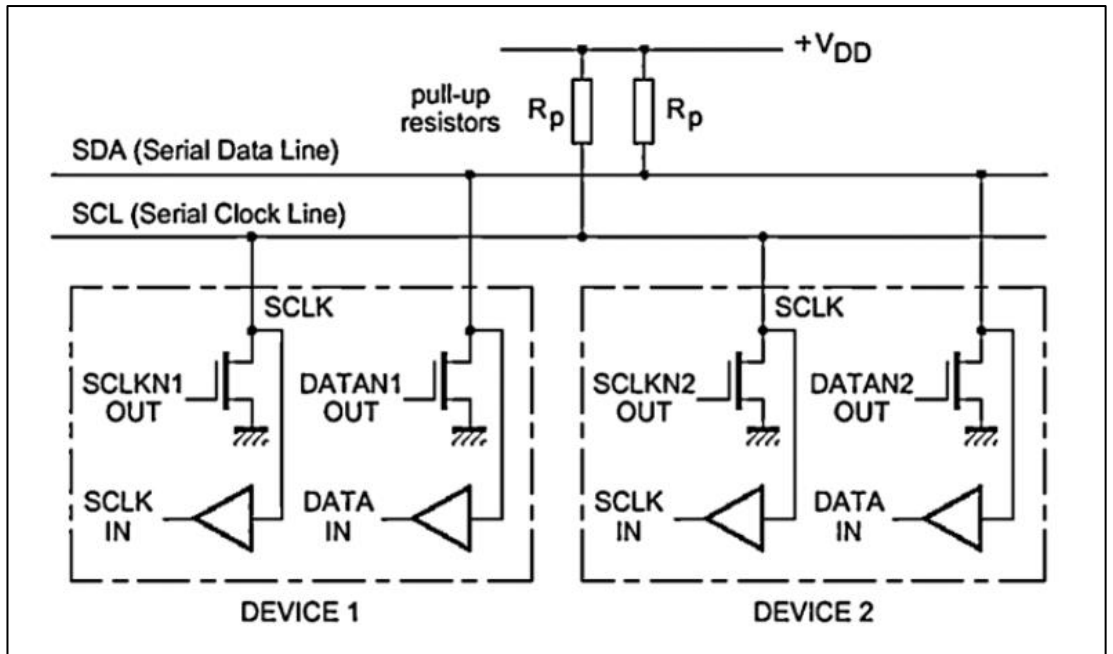 +VDD
pull-up
resistors
Rp
Rp
SDA (Serial Data Line)
SCL (Serial Clock Line)
SCLK
SCLK
SCLKN1
OUT
DATAN1
OUT
SCLKN2
OUT
DATAN2
OUT
SCLK
IN
DATA
IN
SCLK
IN
DATA
IN
DEVICE 1
DEVICE 2